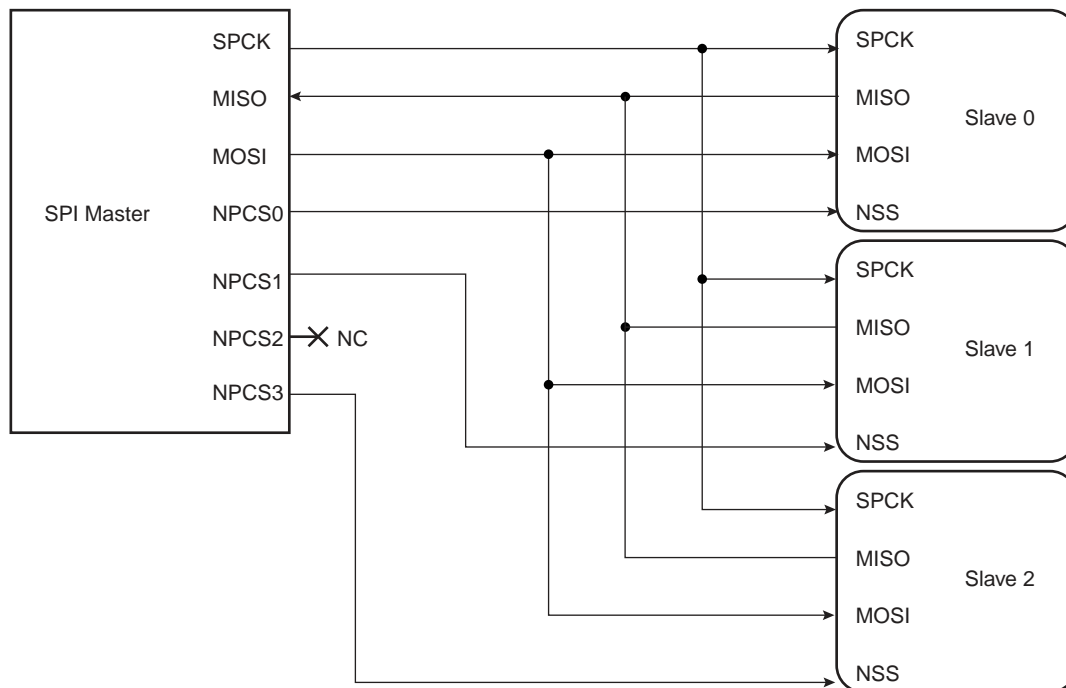 SPI Master
SPCK
MISO
MOSI
NPCS0
NPCS1
NPCS2
NC
NPCS3
SPCK
MISO
Slave 0
MOSI
NSS
SPCK
MISO
Slave 1
MOSI
NSS
SPCK
MISO
Slave 2
MOSI
NSS